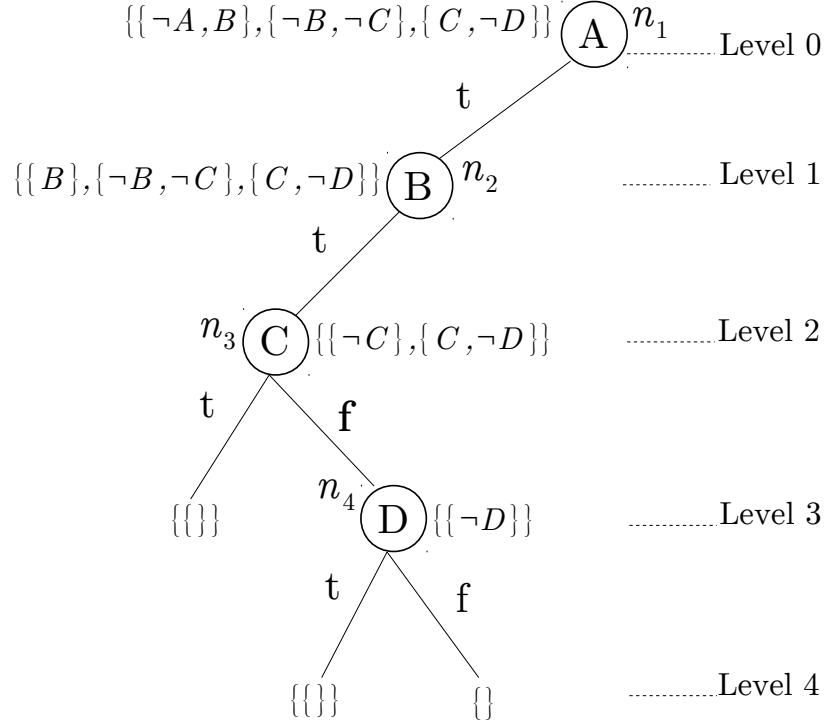 {{¬A,B},{¬B,¬C},{C,¬D}} A n1 Level 0
t
{{B},{¬B,¬C},{C,¬D}} B n2 Level 1
t
n3 C {{¬C},{C,¬D}} Level 2
t f
{{}} n4 D {{¬D}} Level 3
t f
{{}} {} Level 4